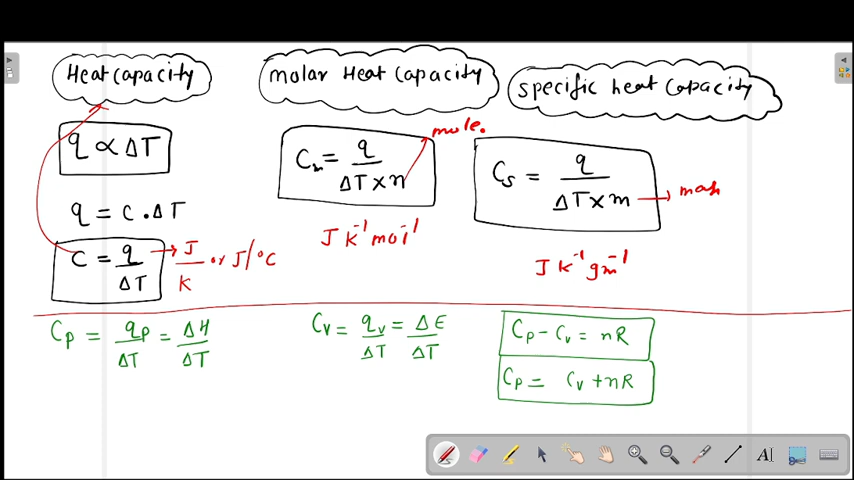 Heat capacity
q ∝ ΔT
q = c . ΔT
c = q / ΔT
J / K or J/°C
molar Heat Capacity
Cm = q / ΔT × n
mole.
J K⁻¹ mol⁻¹
specific heat Capacity
Cs = q / ΔT × m
J K⁻¹ gm⁻¹
Cp = qp / ΔT = ΔH / ΔT
Cv = qv / ΔT = ΔE / ΔT
Cp - Cv = nR
Cp = Cv + nR
A